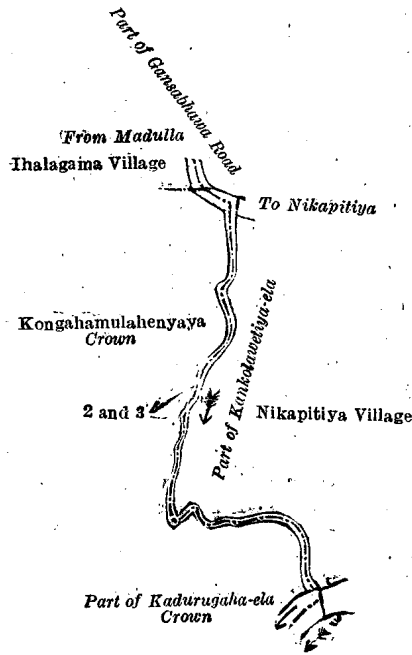 Part of Gansabhawa Road
From Madulla
Ihalagama Village
To Nikapitiya
Kongahamulahenyaya
Crown
Part of Kankotawetiya-ela
2 and 3
Nikapitiya Village
Part of Kadurugaha-ela
Crown